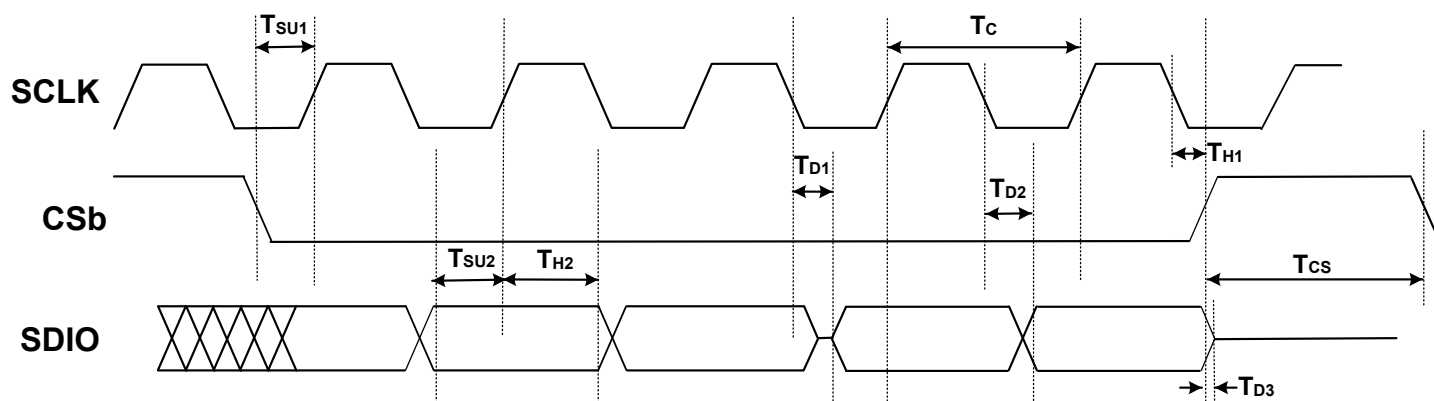 TSU1
TC
SCLK
TH1
TD1
TD2
CSb
TSU2
TH2
TCS
SDIO
TD3